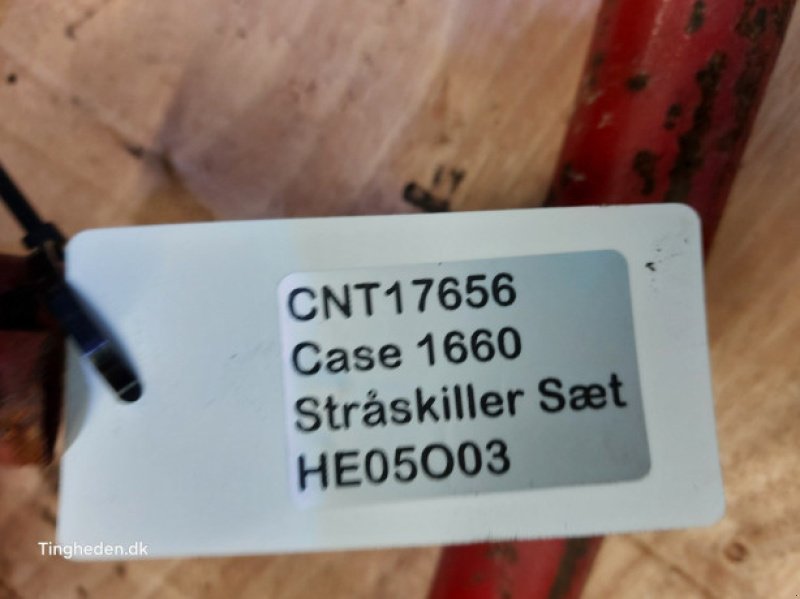 CNT17656
Case 1660
Stråskiller Sæt
HE05O03
Tingheden.dk